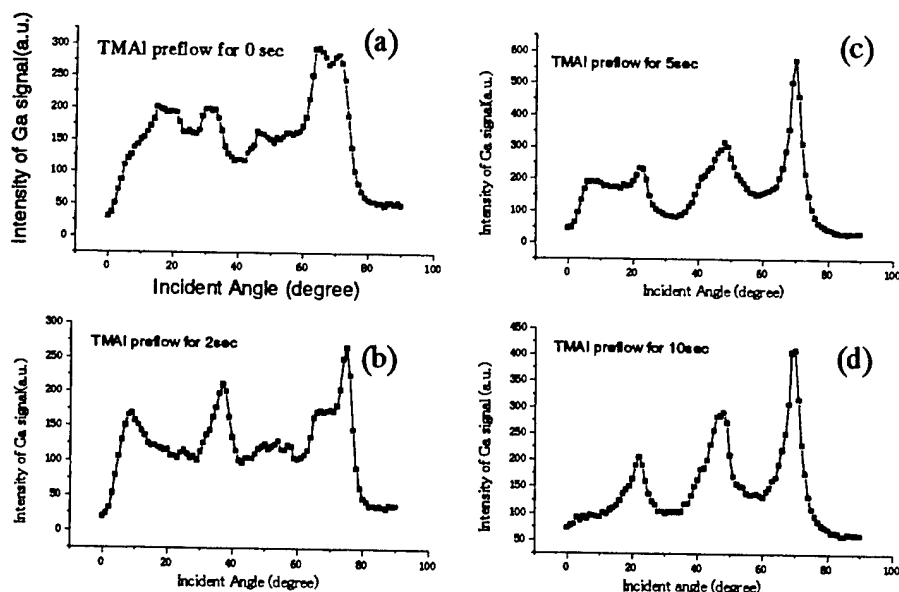 (a)
TMAl preflow for 0 sec
Intensity of Ga signal(a.u.)
300
250
200
150
100
50
0
0 20 40 60 80 100
Incident Angle (degree)
(c)
TMAl preflow for 5sec
Intensity of Ga signal(a.u.)
600
500
400
300
200
100
0
0 20 40 60 80 100
Incident Angle (degree)
(b)
TMAl preflow for 2sec
Intensity of Ga signal(a.u.)
300
250
200
150
100
50
0
0 20 40 60 80 100
Incident Angle (degree)
(d)
TMAl preflow for 10sec
Intensity of Ga signal (a.u.)
450
400
350
300
250
200
150
100
50
0 20 40 60 80 100
Incident angle (degree)